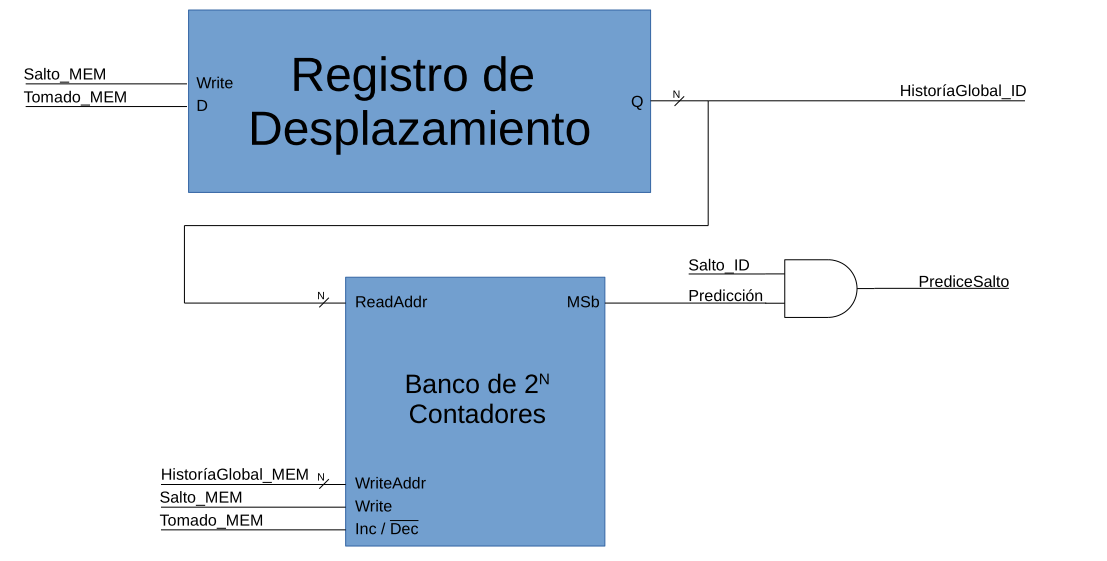 Salto_MEM
Tomado_MEM
Write
D
Registro de
Desplazamiento
Q
N
HistoríaGlobal_ID
N
ReadAddr
MSb
Salto_ID
Predicción
PrediceSalto
Banco de 2ᴺ
Contadores
HistoríaGlobal_MEM
N
Salto_MEM
Tomado_MEM
WriteAddr
Write
Inc / D̅e̅c̅